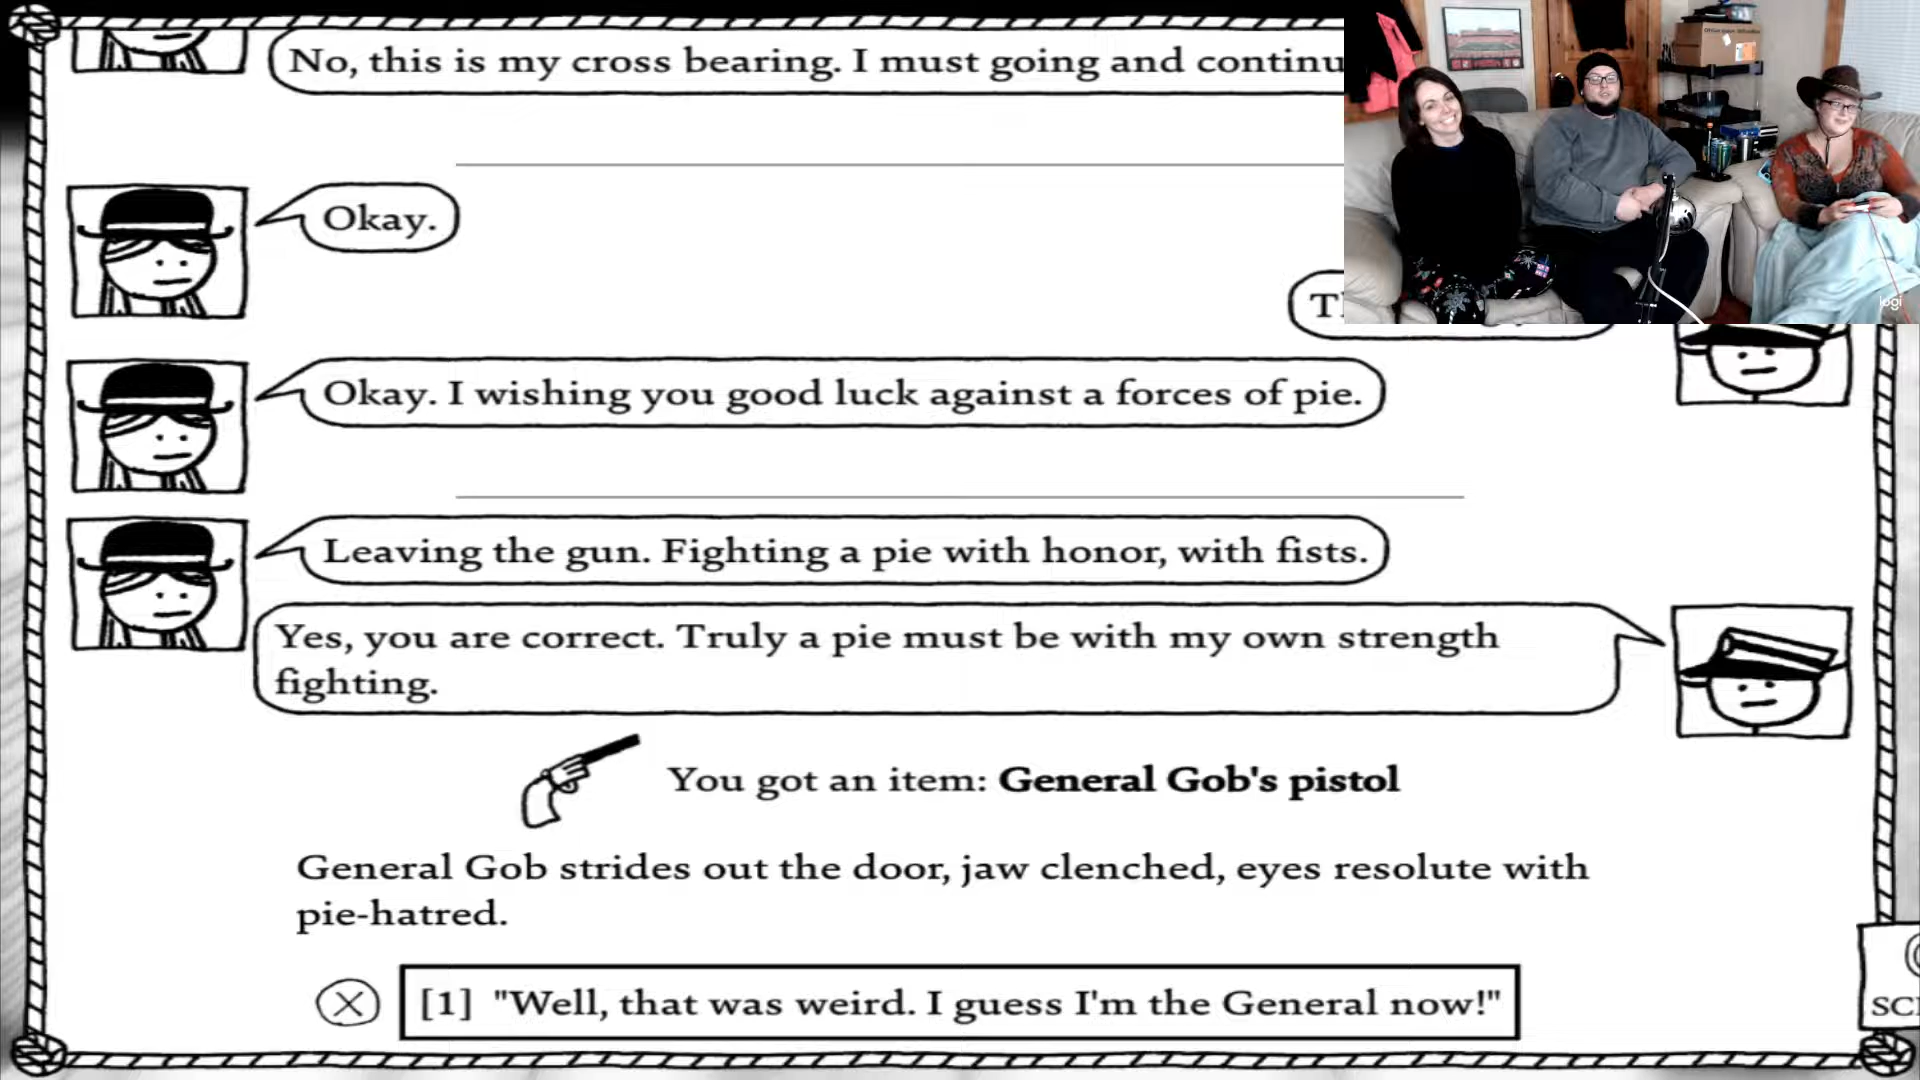 No, this is my cross bearing. I must going and continu
Okay.
Okay. I wishing you good luck against a forces of pie.
Leaving the gun. Fighting a pie with honor, with fists.
Yes, you are correct. Truly a pie must be with my own strength
fighting.
You got an item: General Gob's pistol
General Gob strides out the door, jaw clenched, eyes resolute with
pie-hatred.
[1] "Well, that was weird. I guess I'm the General now!"
logi